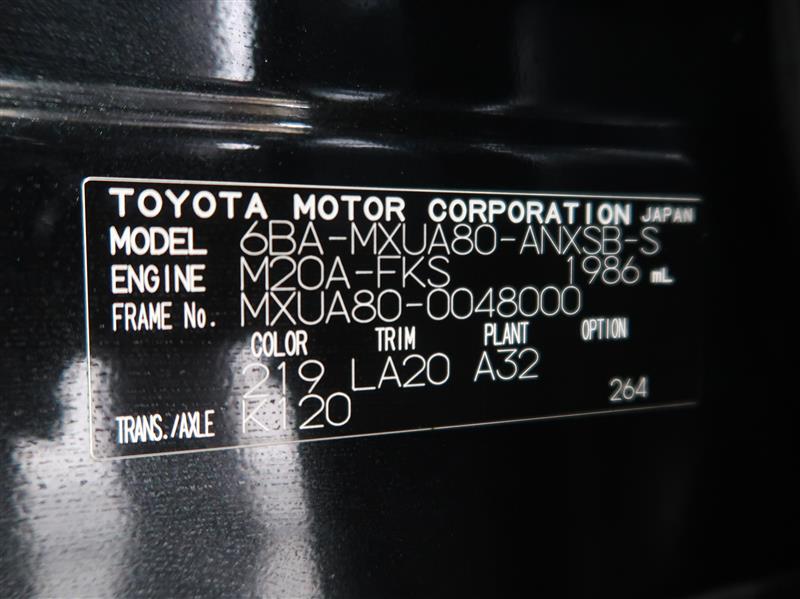 TOYOTA MOTOR CORPORATION JAPAN
MODEL 6BA-MXUA80-ANXSB-S
ENGINE M20A-FKS 1986 mL
FRAME No. MXUA80-0048000
COLOR TRIM PLANT OPTION
219 LA20 A32
264
TRANS./AXLE K120